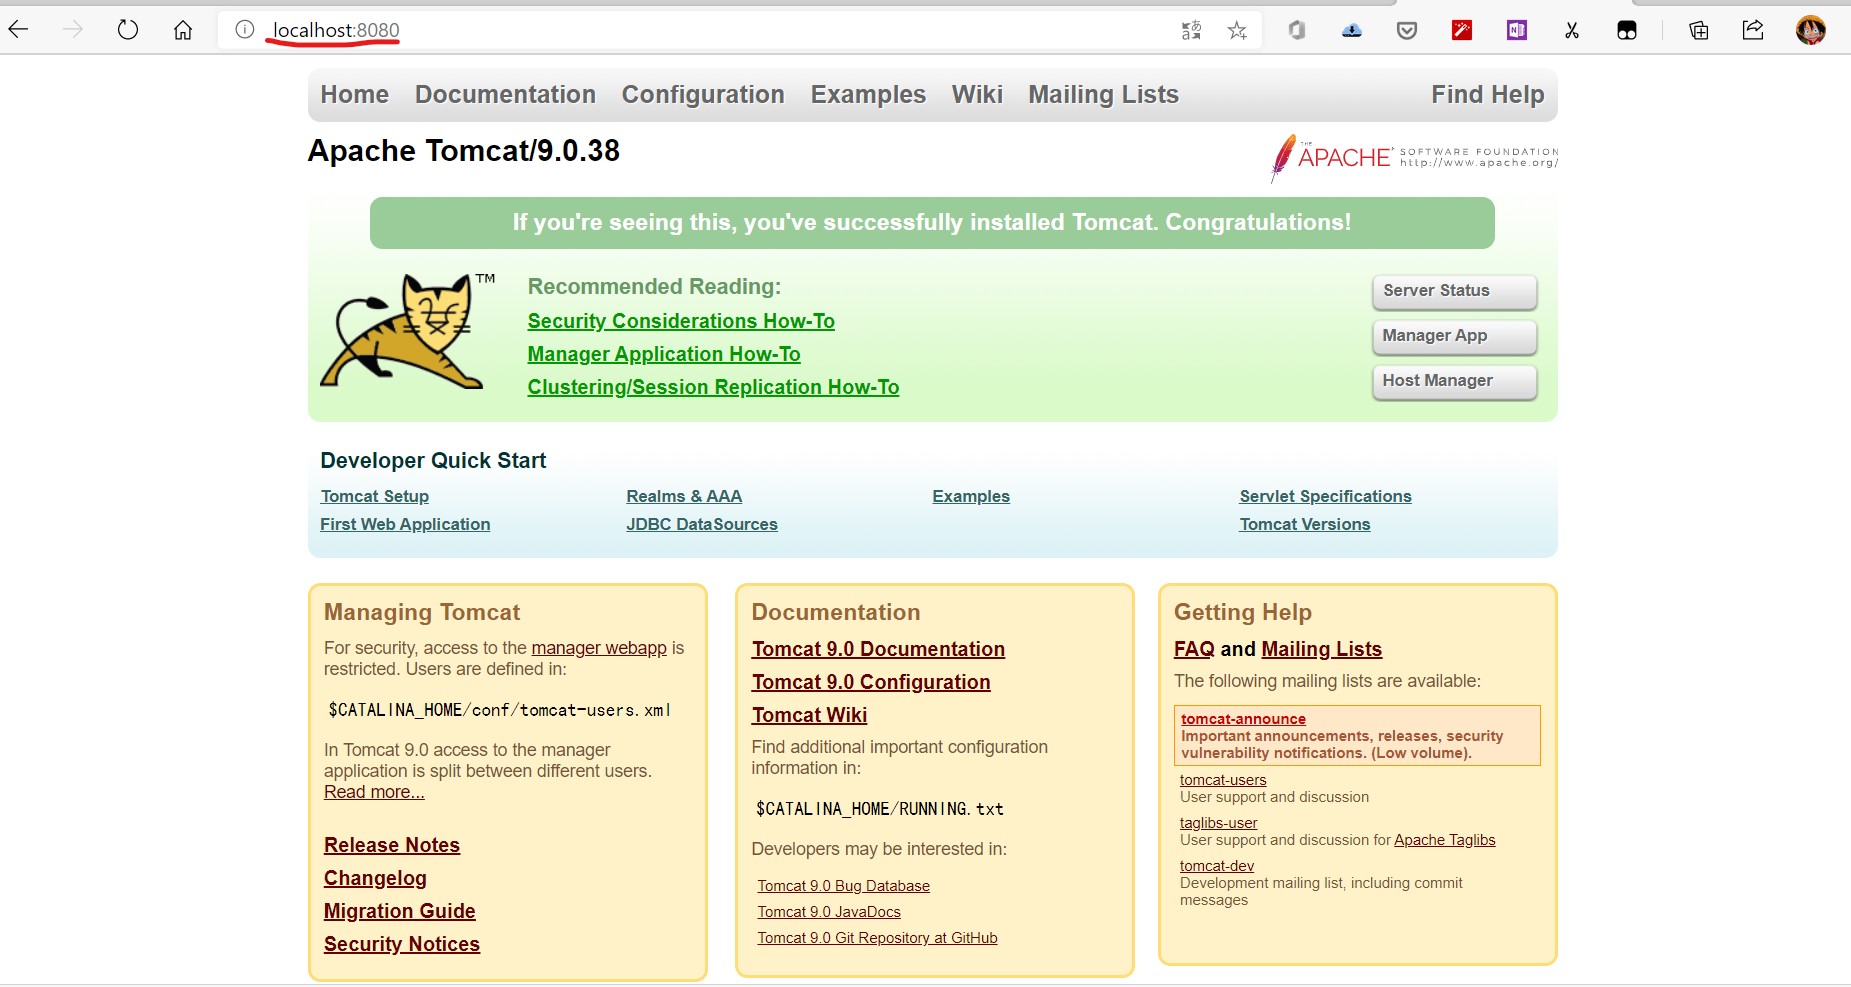 localhost:8080
Home Documentation Configuration Examples Wiki Mailing Lists Find Help
Apache Tomcat/9.0.38
THE APACHE SOFTWARE FOUNDATION
http://www.apache.org/
If you're seeing this, you've successfully installed Tomcat. Congratulations!
TM
Recommended Reading:
Security Considerations How-To
Manager Application How-To
Clustering/Session Replication How-To
Server Status
Manager App
Host Manager
Developer Quick Start
Tomcat Setup
First Web Application
Realms & AAA
JDBC DataSources
Examples
Servlet Specifications
Tomcat Versions
Managing Tomcat
For security, access to the manager webapp is
restricted. Users are defined in:
$CATALINA_HOME/conf/tomcat-users.xml
In Tomcat 9.0 access to the manager
application is split between different users.
Read more...
Release Notes
Changelog
Migration Guide
Security Notices
Documentation
Tomcat 9.0 Documentation
Tomcat 9.0 Configuration
Tomcat Wiki
Find additional important configuration
information in:
$CATALINA_HOME/RUNNING.txt
Developers may be interested in:
Tomcat 9.0 Bug Database
Tomcat 9.0 JavaDocs
Tomcat 9.0 Git Repository at GitHub
Getting Help
FAQ and Mailing Lists
The following mailing lists are available:
tomcat-announce
Important announcements, releases, security
vulnerability notifications. (Low volume).
tomcat-users
User support and discussion
taglibs-user
User support and discussion for Apache Taglibs
tomcat-dev
Development mailing list, including commit
messages